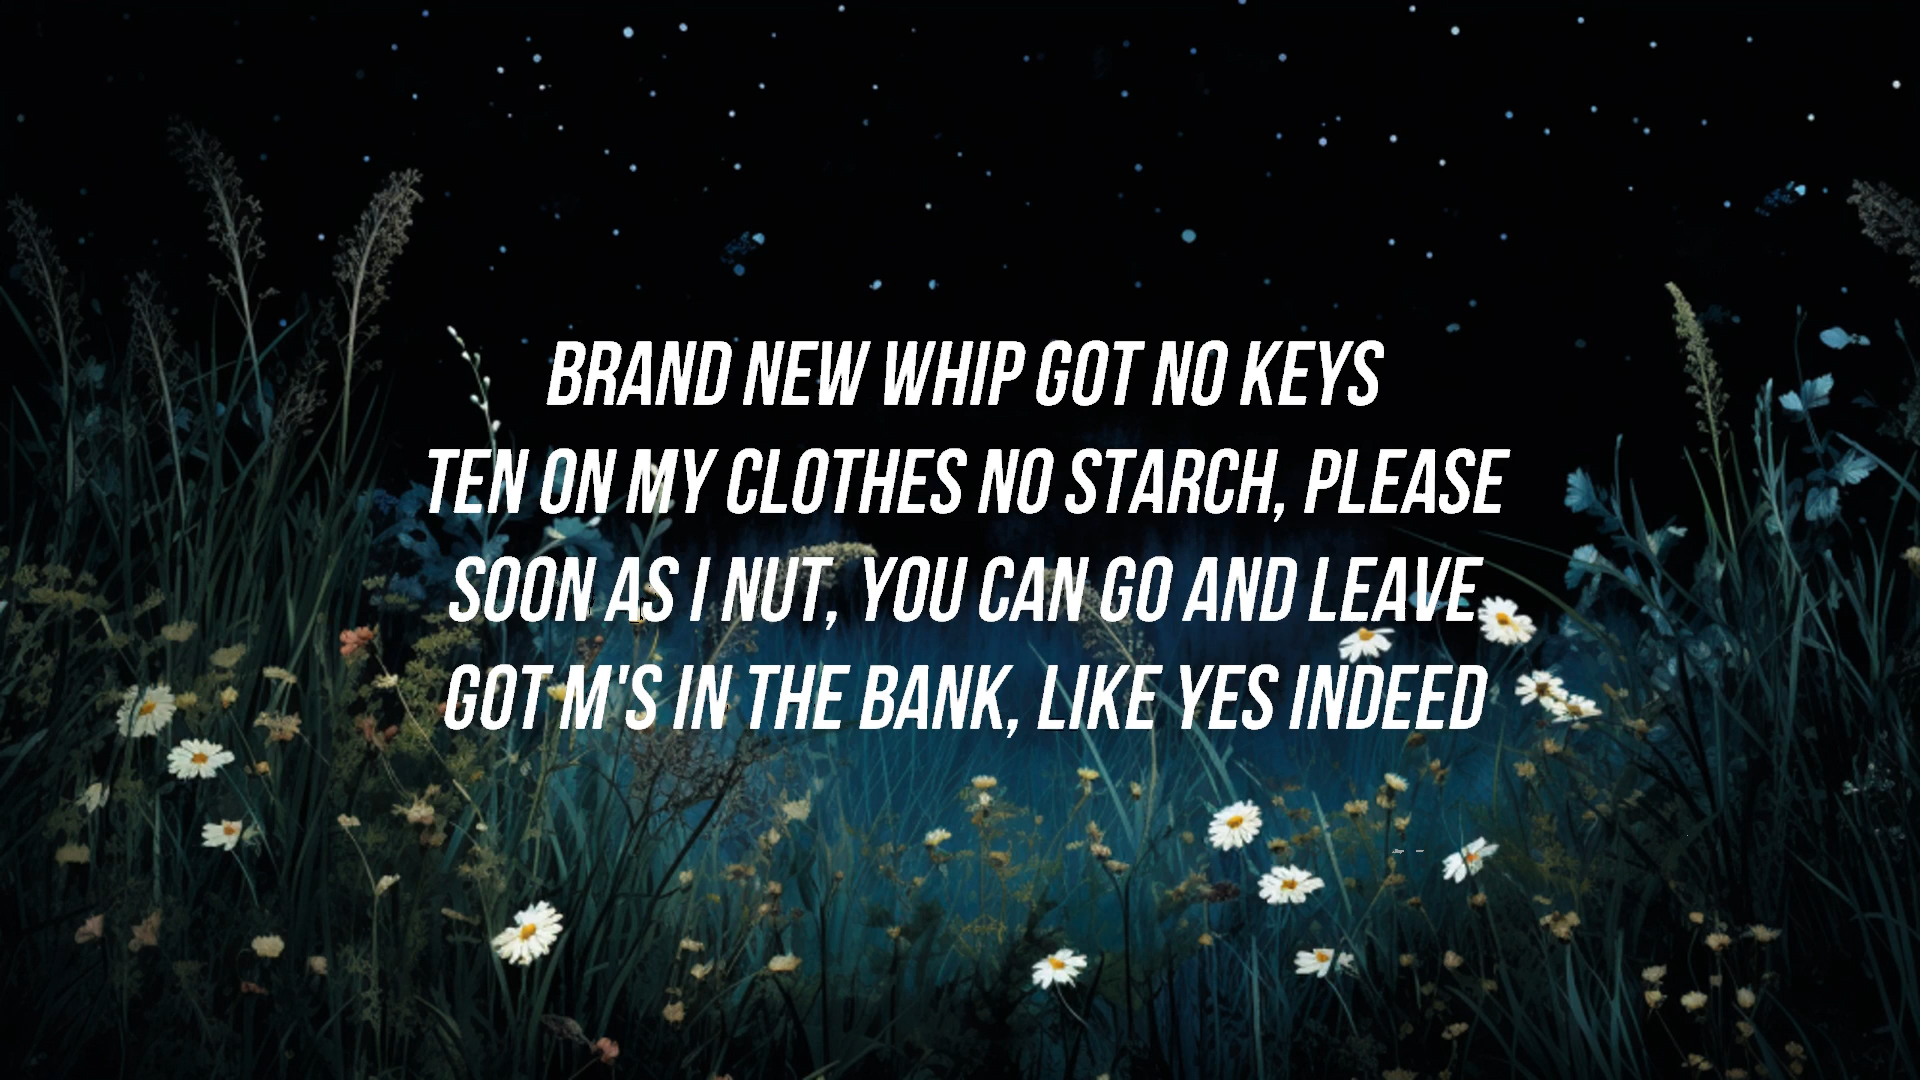 BRAND NEW WHIP GOT NO KEYS
TEN ON MY CLOTHES NO STARCH, PLEASE
SOON AS I NUT, YOU CAN GO AND LEAVE
GOT M'S IN THE BANK, LIKE YES INDEED